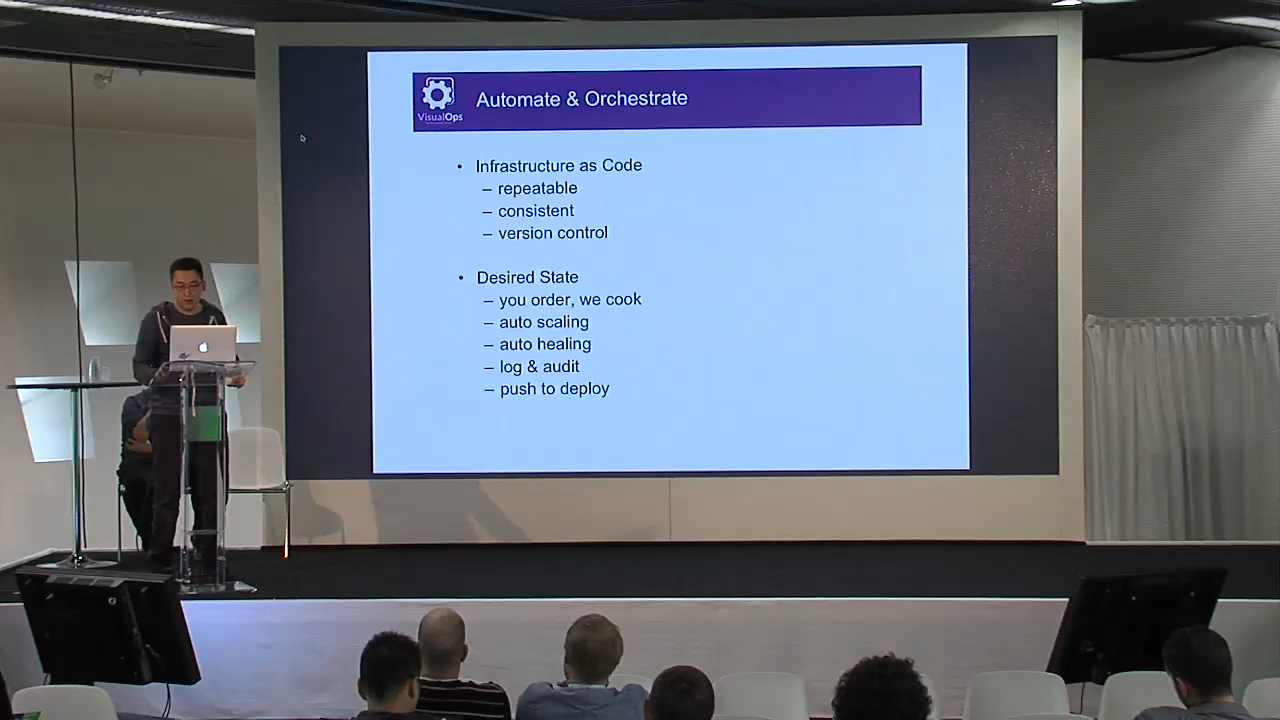 Automate & Orchestrate
VisualOps
• Infrastructure as Code
– repeatable
– consistent
– version control
• Desired State
– you order, we cook
– auto scaling
– auto healing
– log & audit
– push to deploy